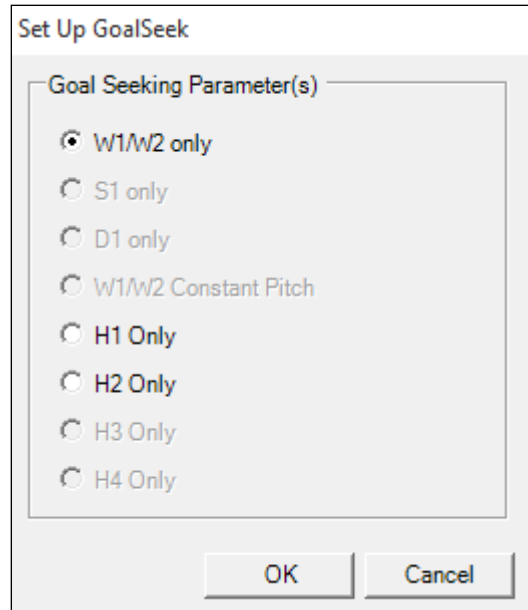 Set Up GoalSeek
Goal Seeking Parameter(s)
W1/W2 only
S1 only
D1 only
W1/W2 Constant Pitch
H1 Only
H2 Only
H3 Only
H4 Only
OK Cancel